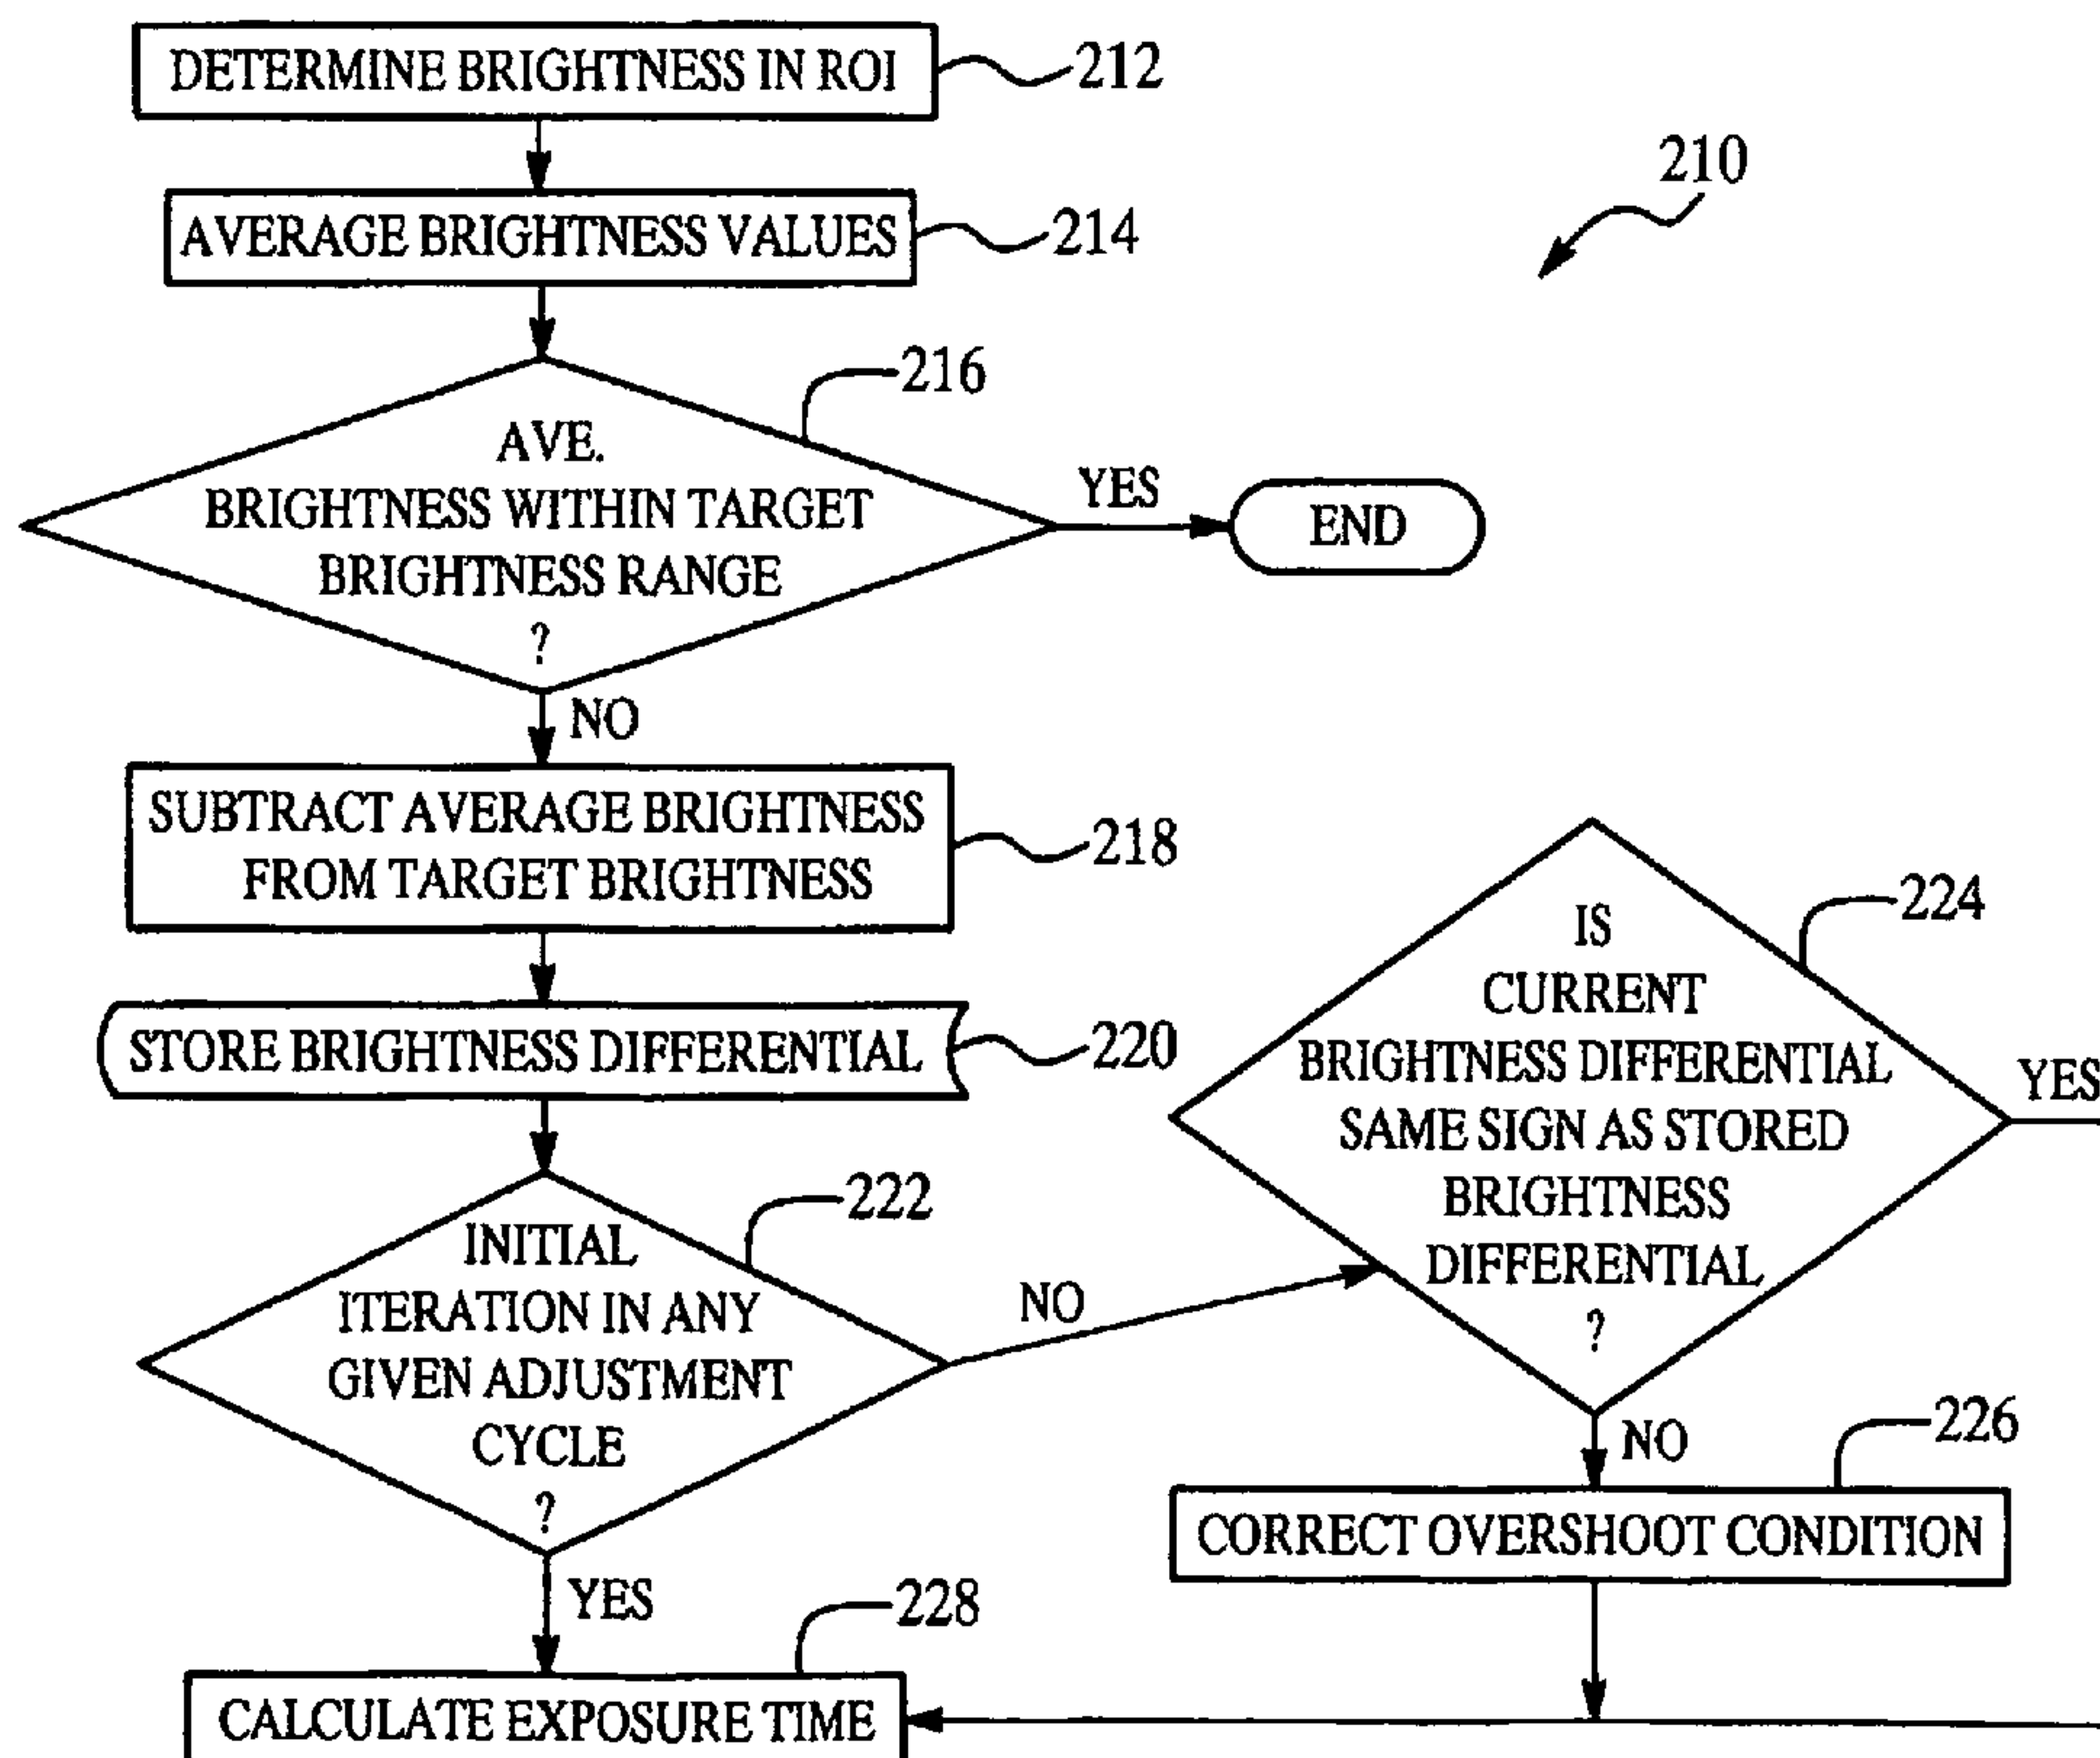 DETERMINE BRIGHTNESS IN ROI
212
210
AVERAGE BRIGHTNESS VALUES
214
216
AVE.
BRIGHTNESS WITHIN TARGET
BRIGHTNESS RANGE
?
YES
END
NO
SUBTRACT AVERAGE BRIGHTNESS
FROM TARGET BRIGHTNESS
218
STORE BRIGHTNESS DIFFERENTIAL
220
222
INITIAL
ITERATION IN ANY
GIVEN ADJUSTMENT
CYCLE
?
NO
YES
224
IS
CURRENT
BRIGHTNESS DIFFERENTIAL
SAME SIGN AS STORED
BRIGHTNESS
DIFFERENTIAL
?
YES
NO
226
CORRECT OVERSHOOT CONDITION
228
CALCULATE EXPOSURE TIME